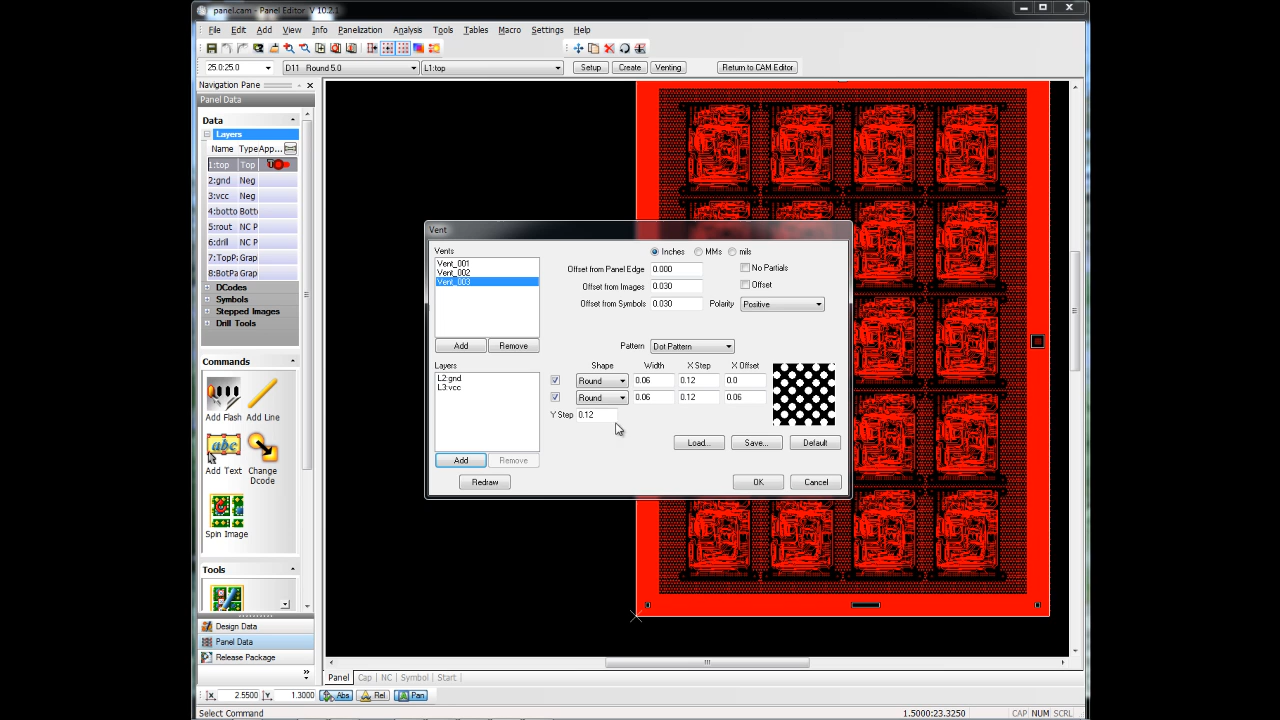 panel.cam - Panel Editor V 10.2.1
File Edit Add View Info Panelization Analysis Tools Tables Macro Settings Help
25.0:25.0 D11 Round 5.0 L1:top Setup Create Venting Return to CAM Editor
Navigation Pane
Panel Data
Data
Layers
Name Type App...
1:top Top
2:gnd Neg
3:vcc Neg
4:botto Bott
5:rout NC P
6:drill NC P
7:TopP Grap
8:BotPa Grap
DCodes
Symbols
Stepped Images
Drill Tools
Commands
Add Flash Add Line
abc
Add Text Change Dcode
Spin Image
Tools
Design Data
Panel Data
Release Package
Vent
Vents
Vent_001
Vent_002
Vent_003
Add Remove
Layers
L2:gnd
L3:vcc
Add Remove
Redraw
Inches MMs mils
Offset from Panel Edge 0.000 No Partials
Offset from Images 0.030 Offset
Offset from Symbols 0.030 Polarity Positive
Pattern Dot Pattern
Shape Width X Step X Offset
Round 0.06 0.12 0.0
Round 0.06 0.12 0.06
Y Step 0.12
Load... Save... Default
OK Cancel
Panel Cap NC Symbol Start
X 2.5500 Y 1.3000 Abs Rel Pan
Select Command 1.5000:23.3250 CAP NUM SCRL